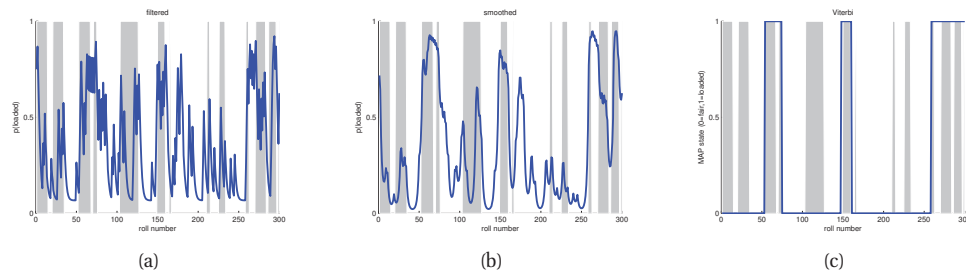 filtered
p(loaded)
1
0.5
0
0 50 100 150 200 250 300
roll number
(a)
smoothed
p(loaded)
1
0.5
0
0 50 100 150 200 250 300
roll number
(b)
Viterbi
MAP state (0=fair,1=loaded)
1
0.5
0
0 50 100 150 200 250 300
roll number
(c)